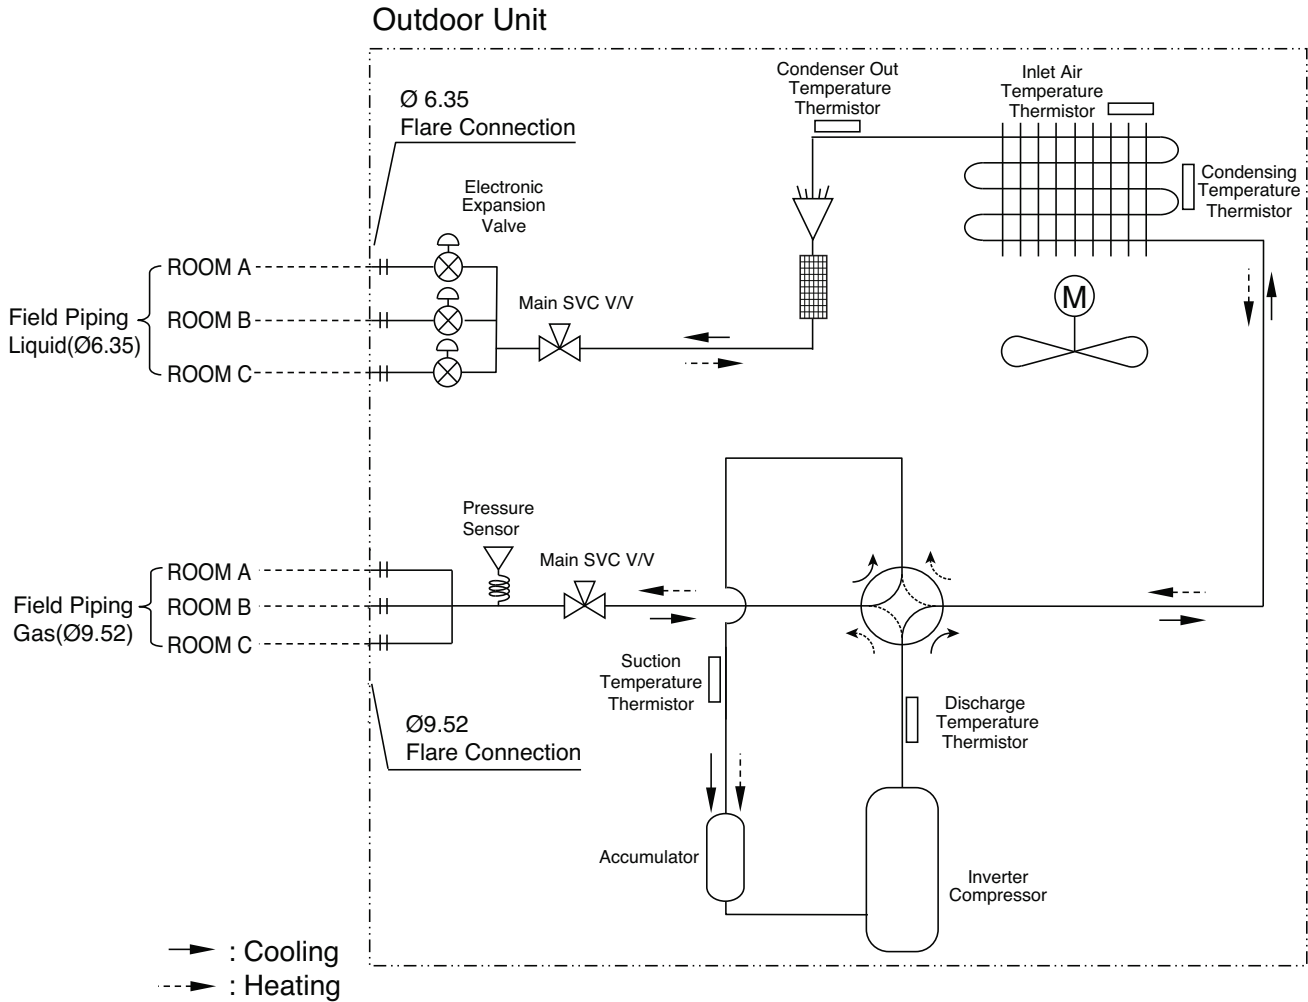 Outdoor Unit
Ø 6.35
Flare Connection
Condenser Out
Temperature
Thermistor
Inlet Air
Temperature
Thermistor
Condensing
Temperature
Thermistor
Electronic
Expansion
Valve
Field Piping
Liquid(Ø6.35)
ROOM A
ROOM B
ROOM C
Main SVC V/V
M
Pressure
Sensor
Main SVC V/V
Field Piping
Gas(Ø9.52)
ROOM A
ROOM B
ROOM C
Suction
Temperature
Thermistor
Ø9.52
Flare Connection
Discharge
Temperature
Thermistor
Accumulator
Inverter
Compressor
: Cooling
: Heating